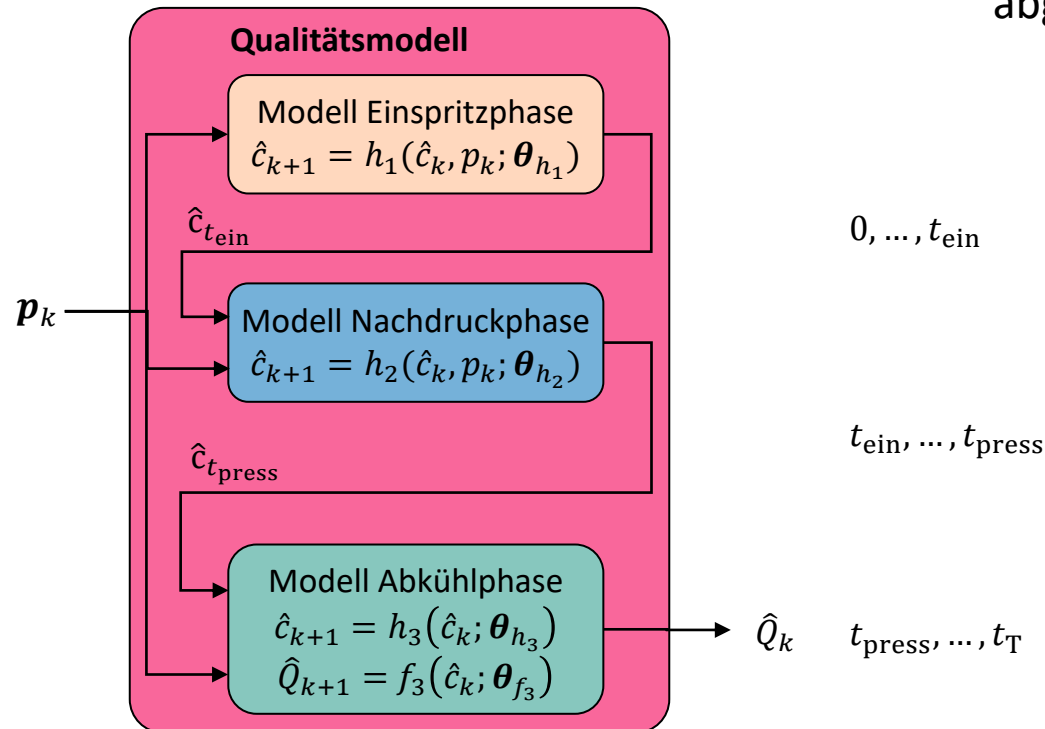 abg
Qualitätsmodell
Modell Einspritzphase
ĉ_{k+1} = h_1(ĉ_k, p_k; θ_{h_1})
ĉ_{t_ein}
0, … , t_ein
p_k
Modell Nachdruckphase
ĉ_{k+1} = h_2(ĉ_k, p_k; θ_{h_2})
t_ein, … , t_press
ĉ_{t_press}
Modell Abkühlphase
ĉ_{k+1} = h_3(ĉ_k; θ_{h_3})
Q̂_{k+1} = f_3(ĉ_k; θ_{f_3})
Q̂_k
t_press, … , t_T